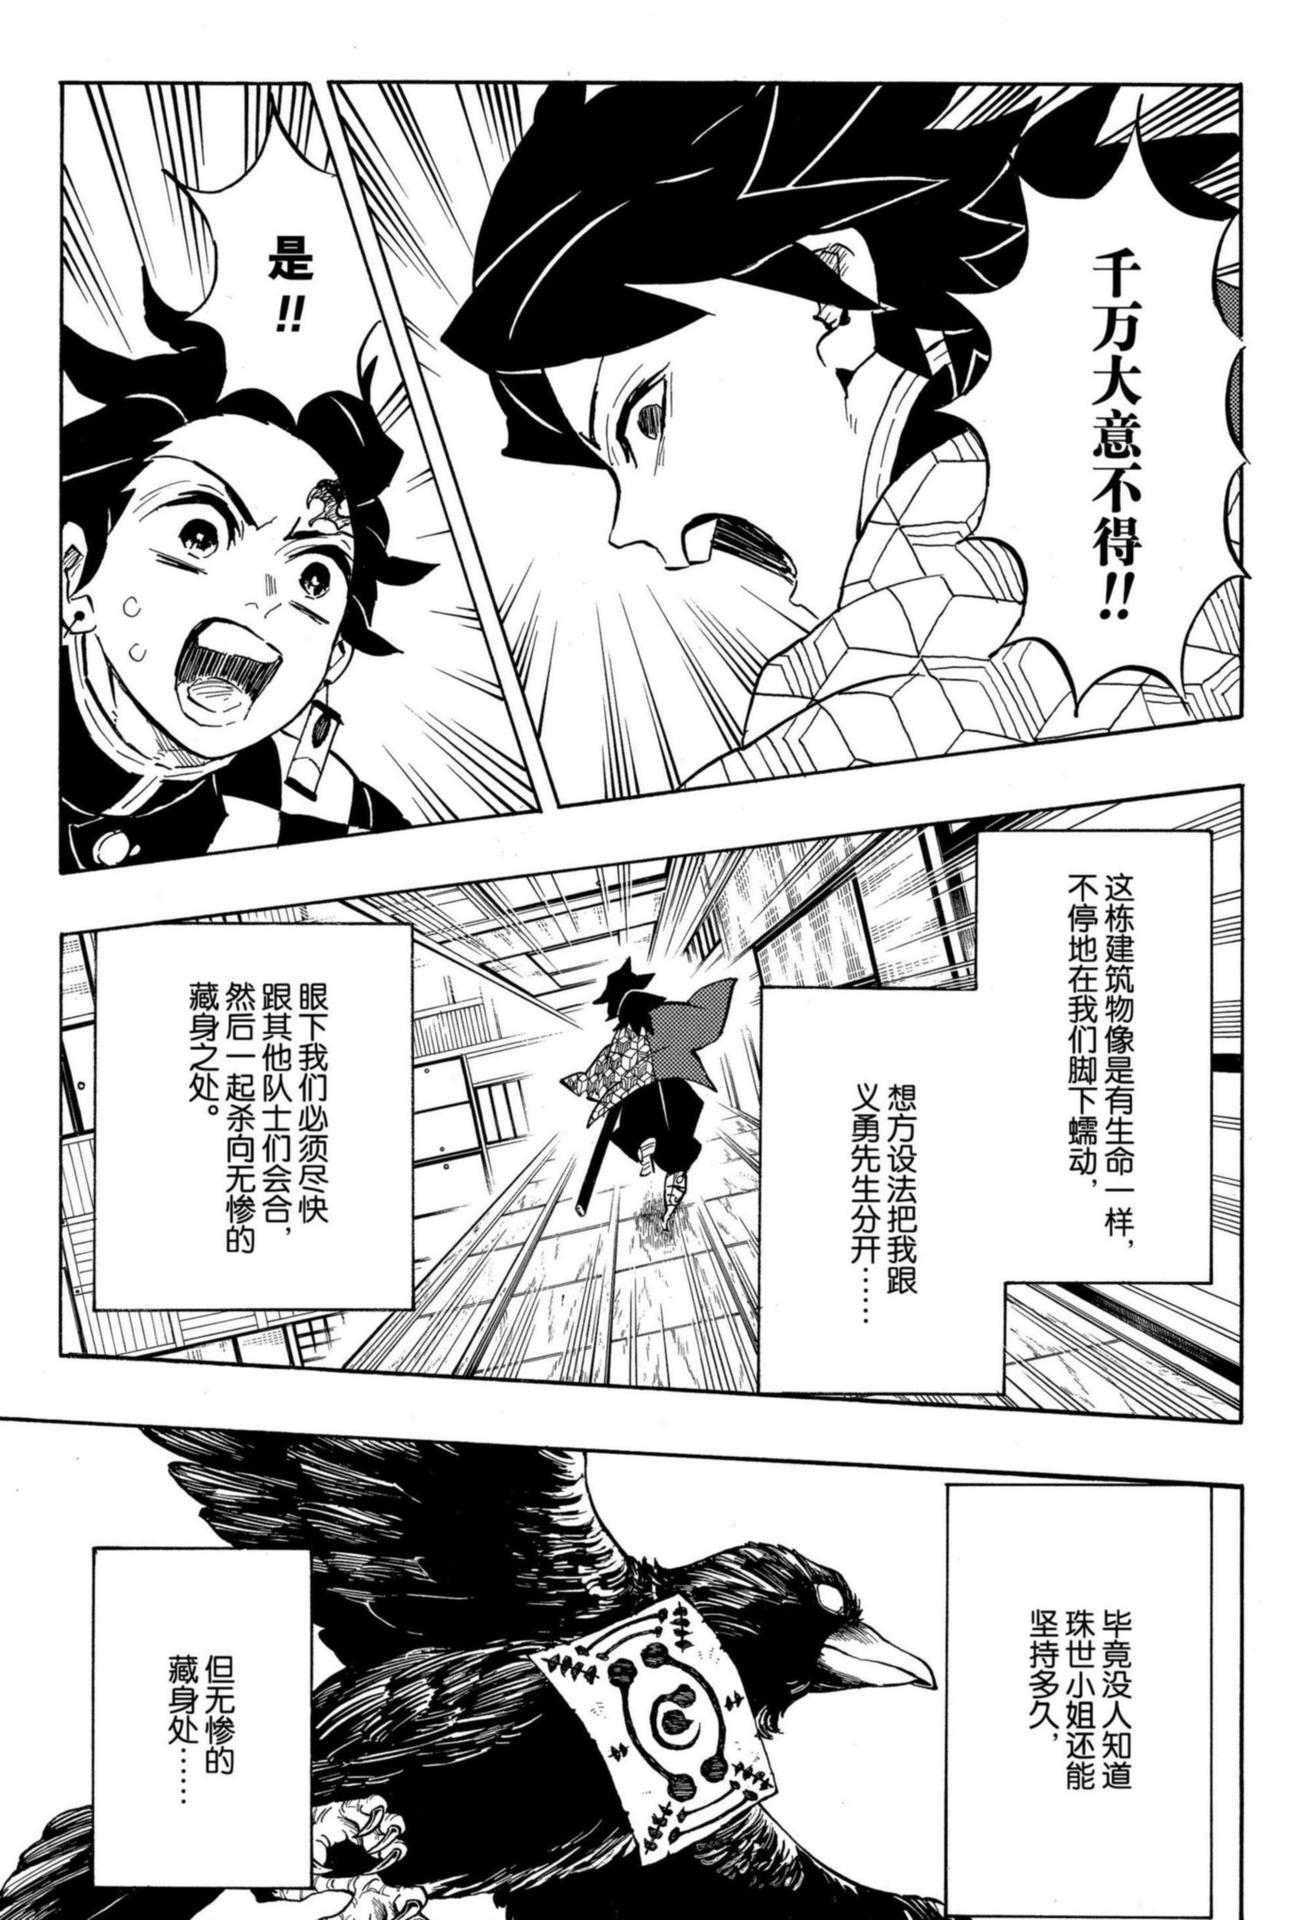 千万大意不得!!
是!!
这栋建筑物像是有生命一样，
不停地在我们脚下蠕动，
想方设法把我跟
义勇先生分开……
眼下我们必须尽快
跟其他队士们会合，
然后一起杀向无惨的
藏身之处。
毕竟没人知道
珠世小姐还能
坚持多久，
但无惨的
藏身处……